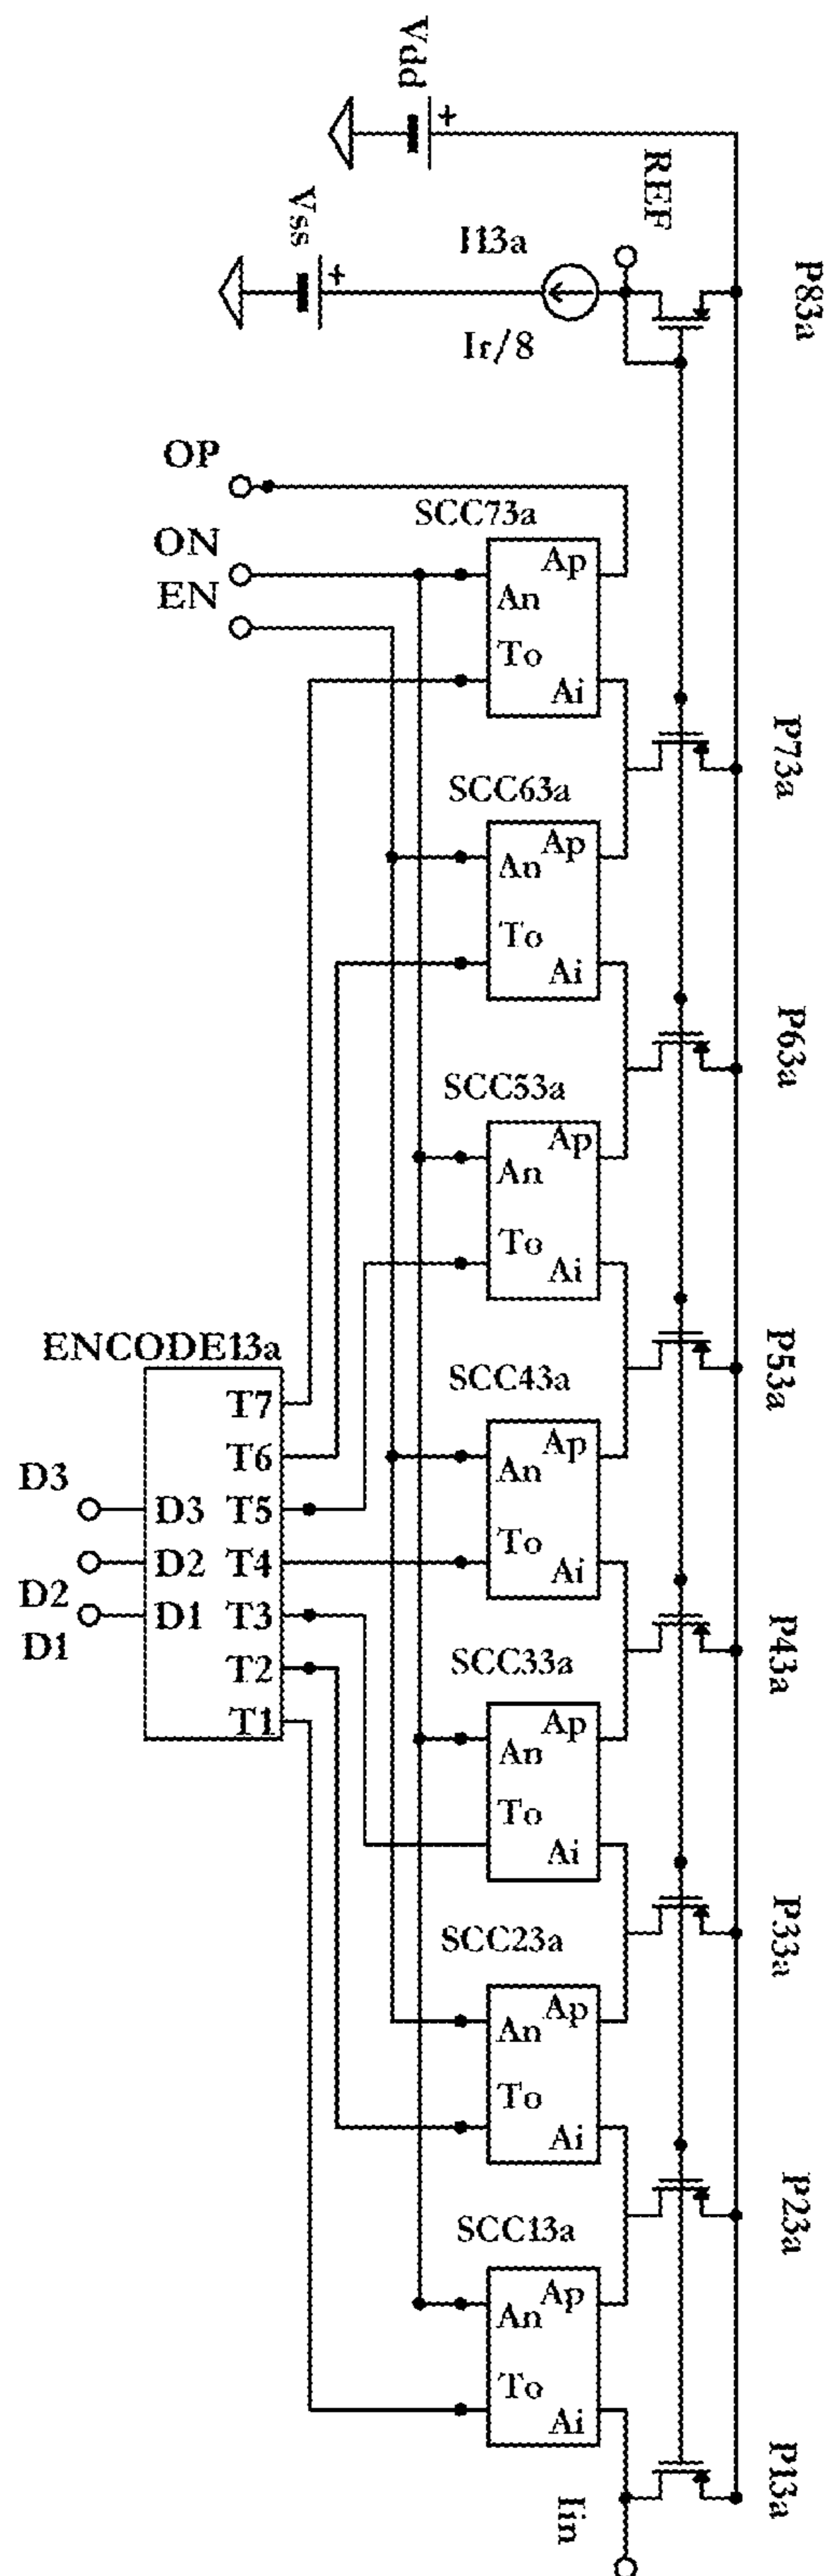 Vdd
+
REF
P83a
Vss
+
I13a
Ir/8
OP
ON
EN
SCC73a
Ap
An
To
Ai
P73a
SCC63a
Ap
An
To
Ai
P63a
SCC53a
Ap
An
To
Ai
P53a
ENCODE13a
SCC43a
Ap
An
To
Ai
P43a
T7
T6
D3
D3 T5
D2 T4
D2
D1 T3
D1
T2
T1
SCC33a
Ap
An
To
Ai
P33a
SCC23a
Ap
An
To
Ai
P23a
SCC13a
Ap
An
To
Ai
P13a
Iin